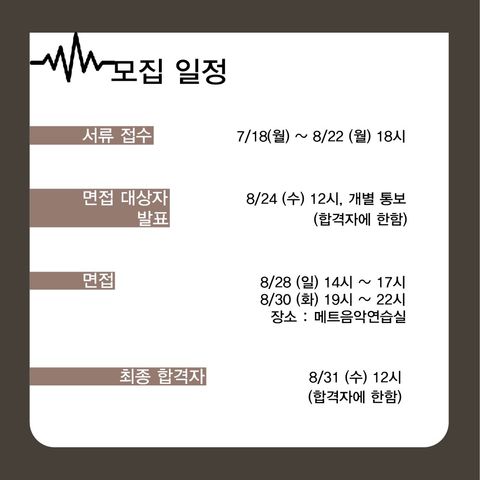 모집 일정
서류 접수
7/18(월) ~ 8/22 (월) 18시
면접 대상자
발표
8/24 (수) 12시, 개별 통보
(합격자에 한함)
면접
8/28 (일) 14시 ~ 17시
8/30 (화) 19시 ~ 22시
장소 : 메트음악연습실
최종 합격자
8/31 (수) 12시
(합격자에 한함)